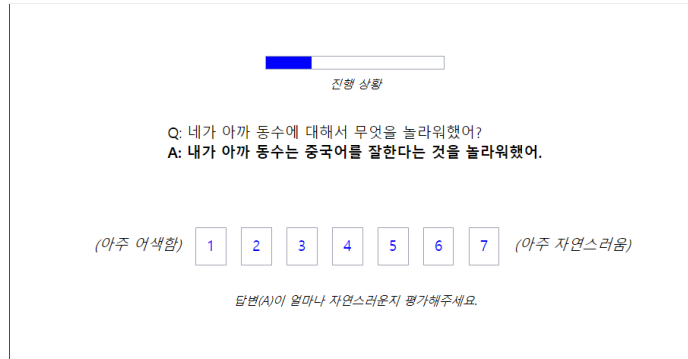 진행 상황
Q: 네가 아까 동수에 대해서 무엇을 놀라워했어?
A: 내가 아까 동수는 중국어를 잘한다는 것을 놀라워했어.
(아주 어색함) 1 2 3 4 5 6 7 (아주 자연스러움)
답변(A)이 얼마나 자연스러운지 평가해주세요.